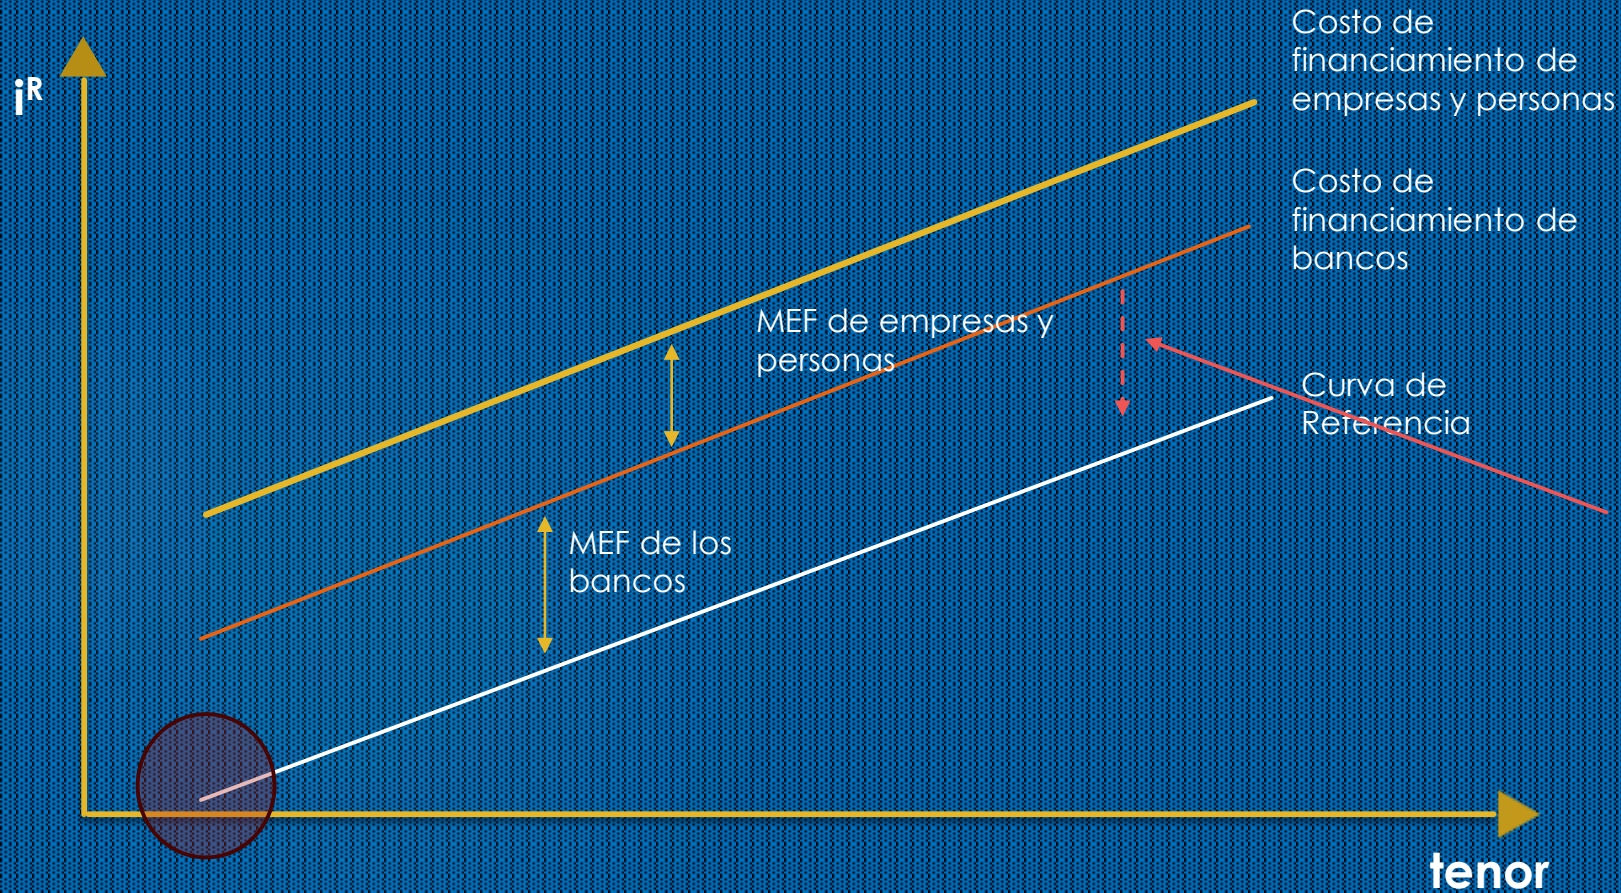 Costo de
financiamiento de
empresas y personas
iᴿ
Costo de
financiamiento de
bancos
MEF de empresas y
personas
Curva de
Referencia
MEF de los
bancos
tenor